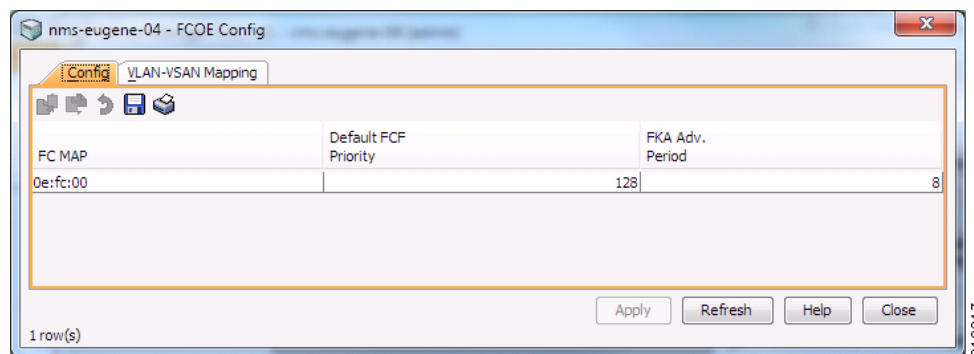 nms-eugene-04 - FCOE Config
Config VLAN-VSAN Mapping
FC MAP Default FCF Priority FKA Adv. Period
0e:fc:00 128 8
Apply Refresh Help Close
1 row(s)